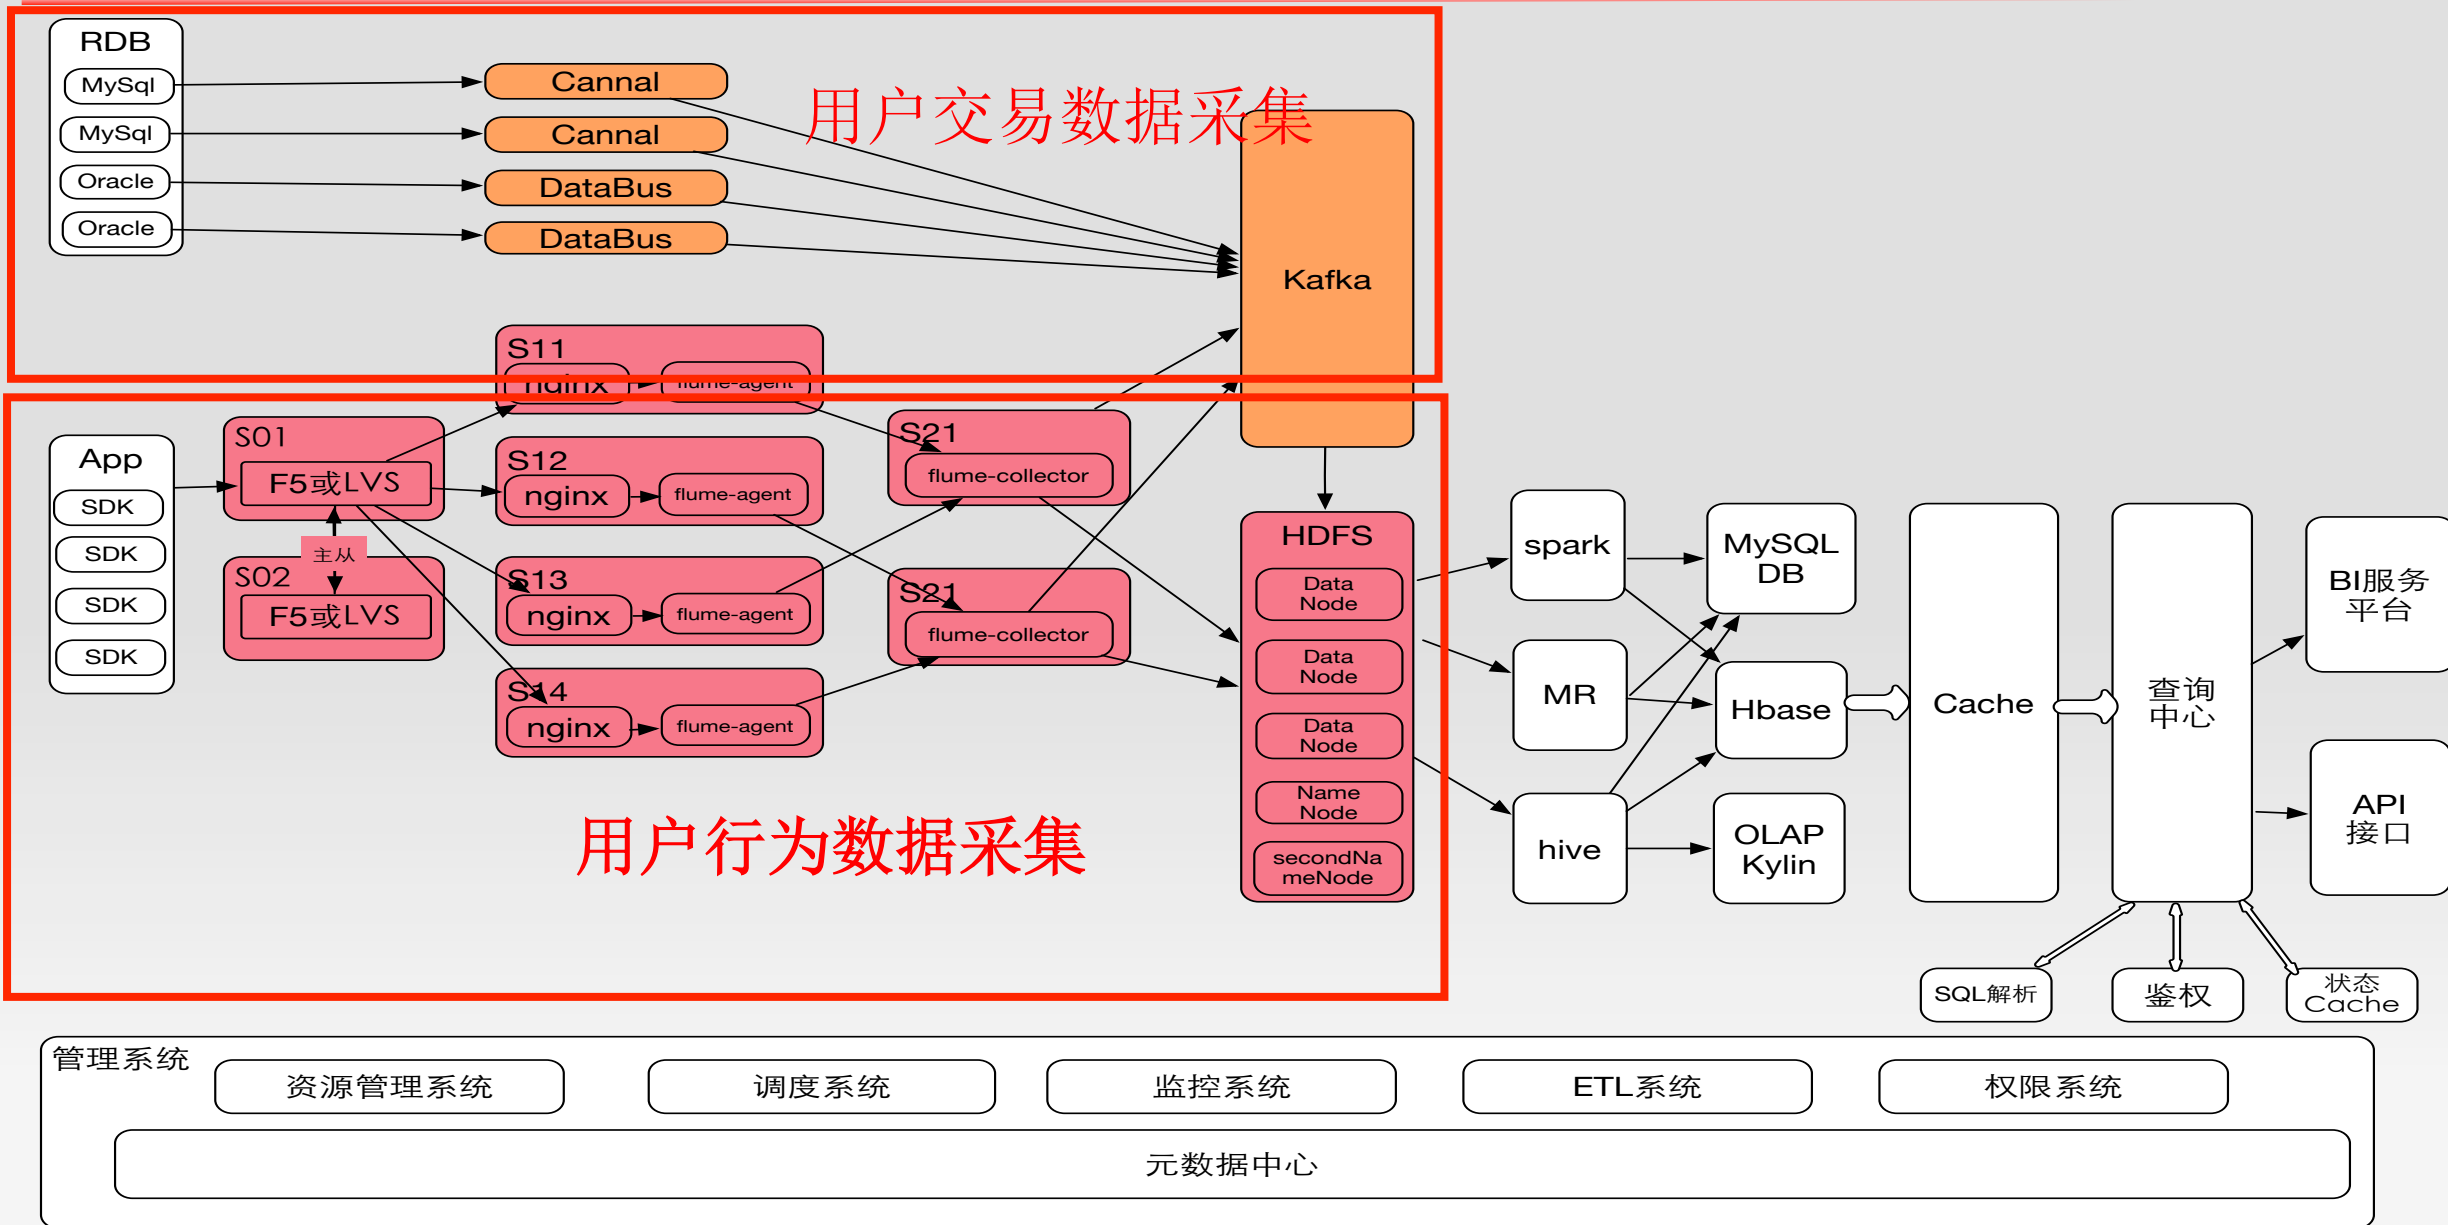 RDB
MySql
MySql
Oracle
Oracle
Cannal
Cannal
DataBus
DataBus
用户交易数据采集
Kafka
App
SDK
SDK
SDK
SDK
S01
F5或LVS
主从
S02
F5或LVS
S11
nginx
flume-agent
S12
nginx
flume-agent
S13
nginx
flume-agent
S14
nginx
flume-agent
S21
flume-collector
S21
flume-collector
用户行为数据采集
HDFS
Data
Node
Data
Node
Data
Node
Name
Node
secondNa
meNode
spark
MR
hive
MySQL
DB
Hbase
OLAP
Kylin
Cache
查询
中心
BI服务
平台
API
接口
SQL解析
鉴权
状态
Cache
管理系统
资源管理系统
调度系统
监控系统
ETL系统
权限系统
元数据中心